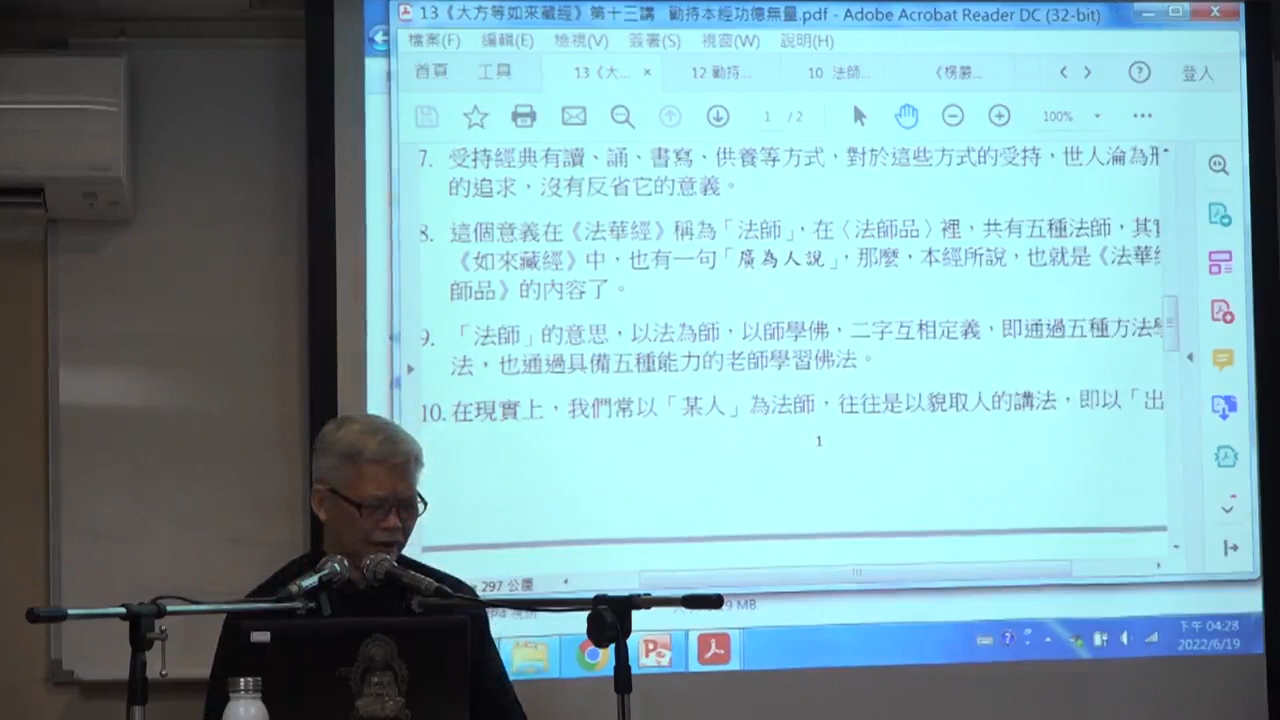 13《大方等如來藏經》第十三講 勸持本經功德無量.pdf - Adobe Acrobat Reader DC (32-bit)
檔案(F) 編輯(E) 檢視(V) 簽署(S) 視窗(W) 說明(H)
首頁 工具 13《大... × 12 勸持... 10 法師... 《楞嚴... 登入
1 / 2 100%
7. 受持經典有讀、誦、書寫、供養等方式，對於這些方式的受持，世人淪為形
的追求，沒有反省它的意義。
8. 這個意義在《法華經》稱為「法師」，在〈法師品〉裡，共有五種法師，其實
《如來藏經》中，也有一句「廣為人說」，那麼，本經所說，也就是《法華經
師品》的內容了。
9. 「法師」的意思，以法為師，以師學佛，二字互相定義，即通過五種方法學
法，也通過具備五種能力的老師學習佛法。
10. 在現實上，我們常以「某人」為法師，往往是以貌取人的講法，即以「出
1
297 公厘
MB
下午 04:28
2022/6/19